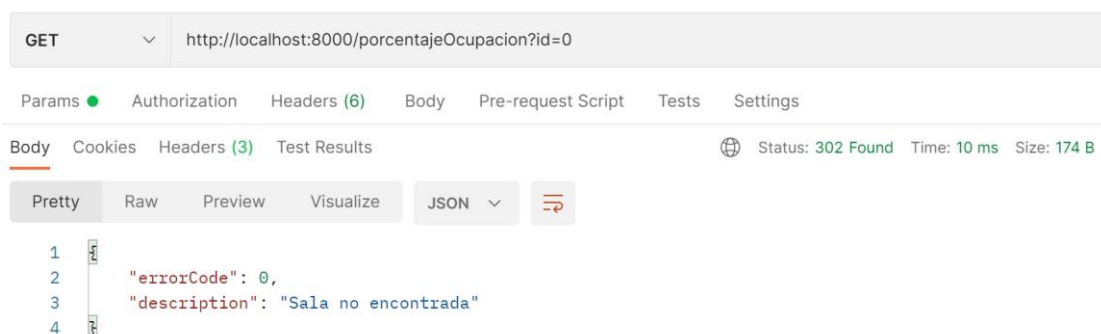 GET http://localhost:8000/porcentajeOcupacion?id=0
Params Authorization Headers (6) Body Pre-request Script Tests Settings
Body Cookies Headers (3) Test Results Status: 302 Found Time: 10 ms Size: 174 B
Pretty Raw Preview Visualize JSON
1 {
2 "errorCode": 0,
3 "description": "Sala no encontrada"
4 }